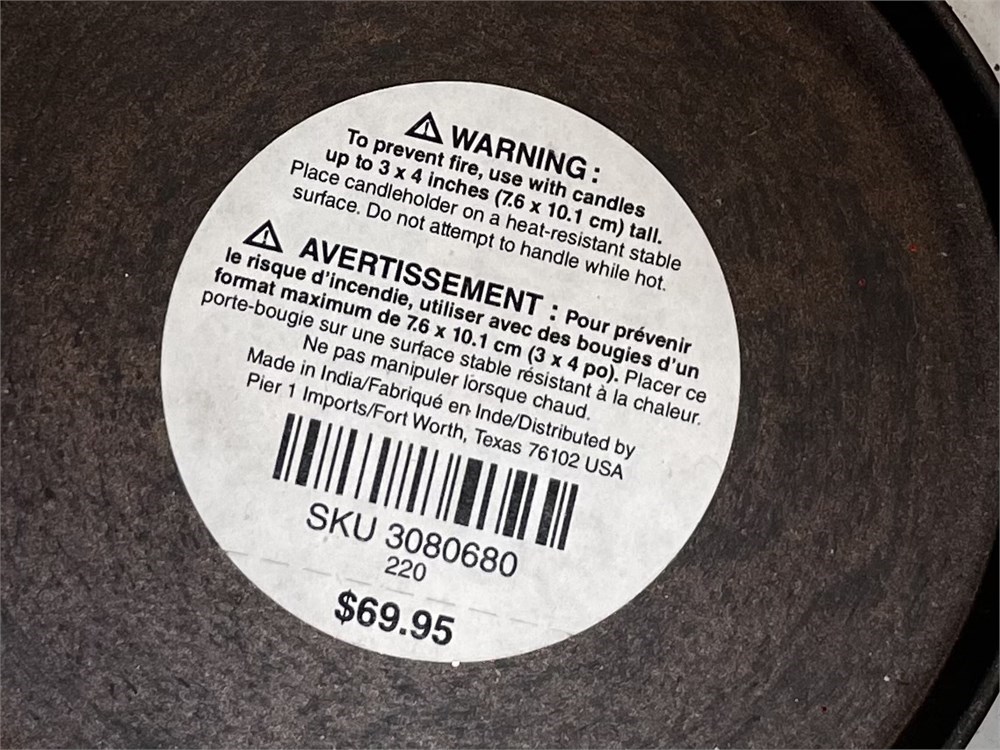 ⚠ WARNING :
To prevent fire, use with candles
up to 3 x 4 inches (7.6 x 10.1 cm) tall.
Place candleholder on a heat-resistant stable
surface. Do not attempt to handle while hot.
⚠ AVERTISSEMENT : Pour prévenir
le risque d'incendie, utiliser avec des bougies d'un
format maximum de 7.6 x 10.1 cm (3 x 4 po). Placer ce
porte-bougie sur une surface stable résistant à la chaleur.
Ne pas manipuler lorsque chaud.
Made in India/Fabriqué en Inde/Distributed by
Pier 1 Imports/Fort Worth, Texas 76102 USA
SKU 3080680
220
$69.95